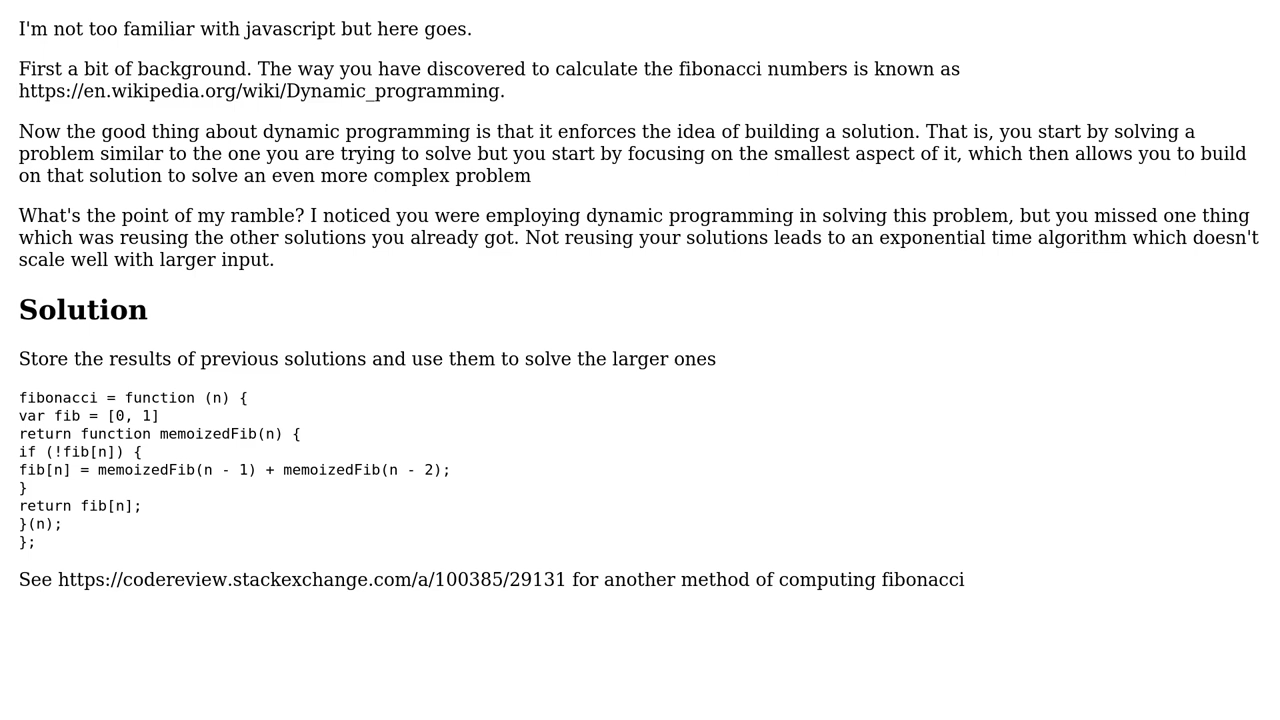 I'm not too familiar with javascript but here goes.
First a bit of background. The way you have discovered to calculate the fibonacci numbers is known as
https://en.wikipedia.org/wiki/Dynamic_programming.
Now the good thing about dynamic programming is that it enforces the idea of building a solution. That is, you start by solving a
problem similar to the one you are trying to solve but you start by focusing on the smallest aspect of it, which then allows you to build
on that solution to solve an even more complex problem
What's the point of my ramble? I noticed you were employing dynamic programming in solving this problem, but you missed one thing
which was reusing the other solutions you already got. Not reusing your solutions leads to an exponential time algorithm which doesn't
scale well with larger input.
Solution
Store the results of previous solutions and use them to solve the larger ones
fibonacci = function (n) {
var fib = [0, 1]
return function memoizedFib(n) {
if (!fib[n]) {
fib[n] = memoizedFib(n - 1) + memoizedFib(n - 2);
}
return fib[n];
}(n);
};
See https://codereview.stackexchange.com/a/100385/29131 for another method of computing fibonacci